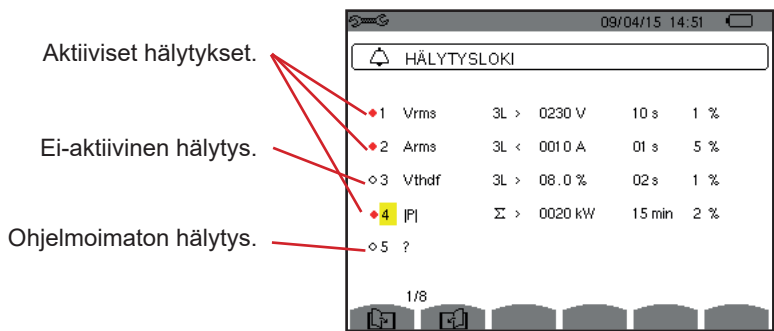 09/04/15 14:51
HÄLYTYSLOKI
Aktiiviset hälytykset.
1 Vrms 3L > 0230 V 10 s 1 %
2 Arms 3L < 0010 A 01 s 5 %
Ei-aktiivinen hälytys.
3 Vthdf 3L > 08.0 % 02 s 1 %
4 |P| Σ > 0020 kW 15 min 2 %
Ohjelmoimaton hälytys.
5 ?
1/8